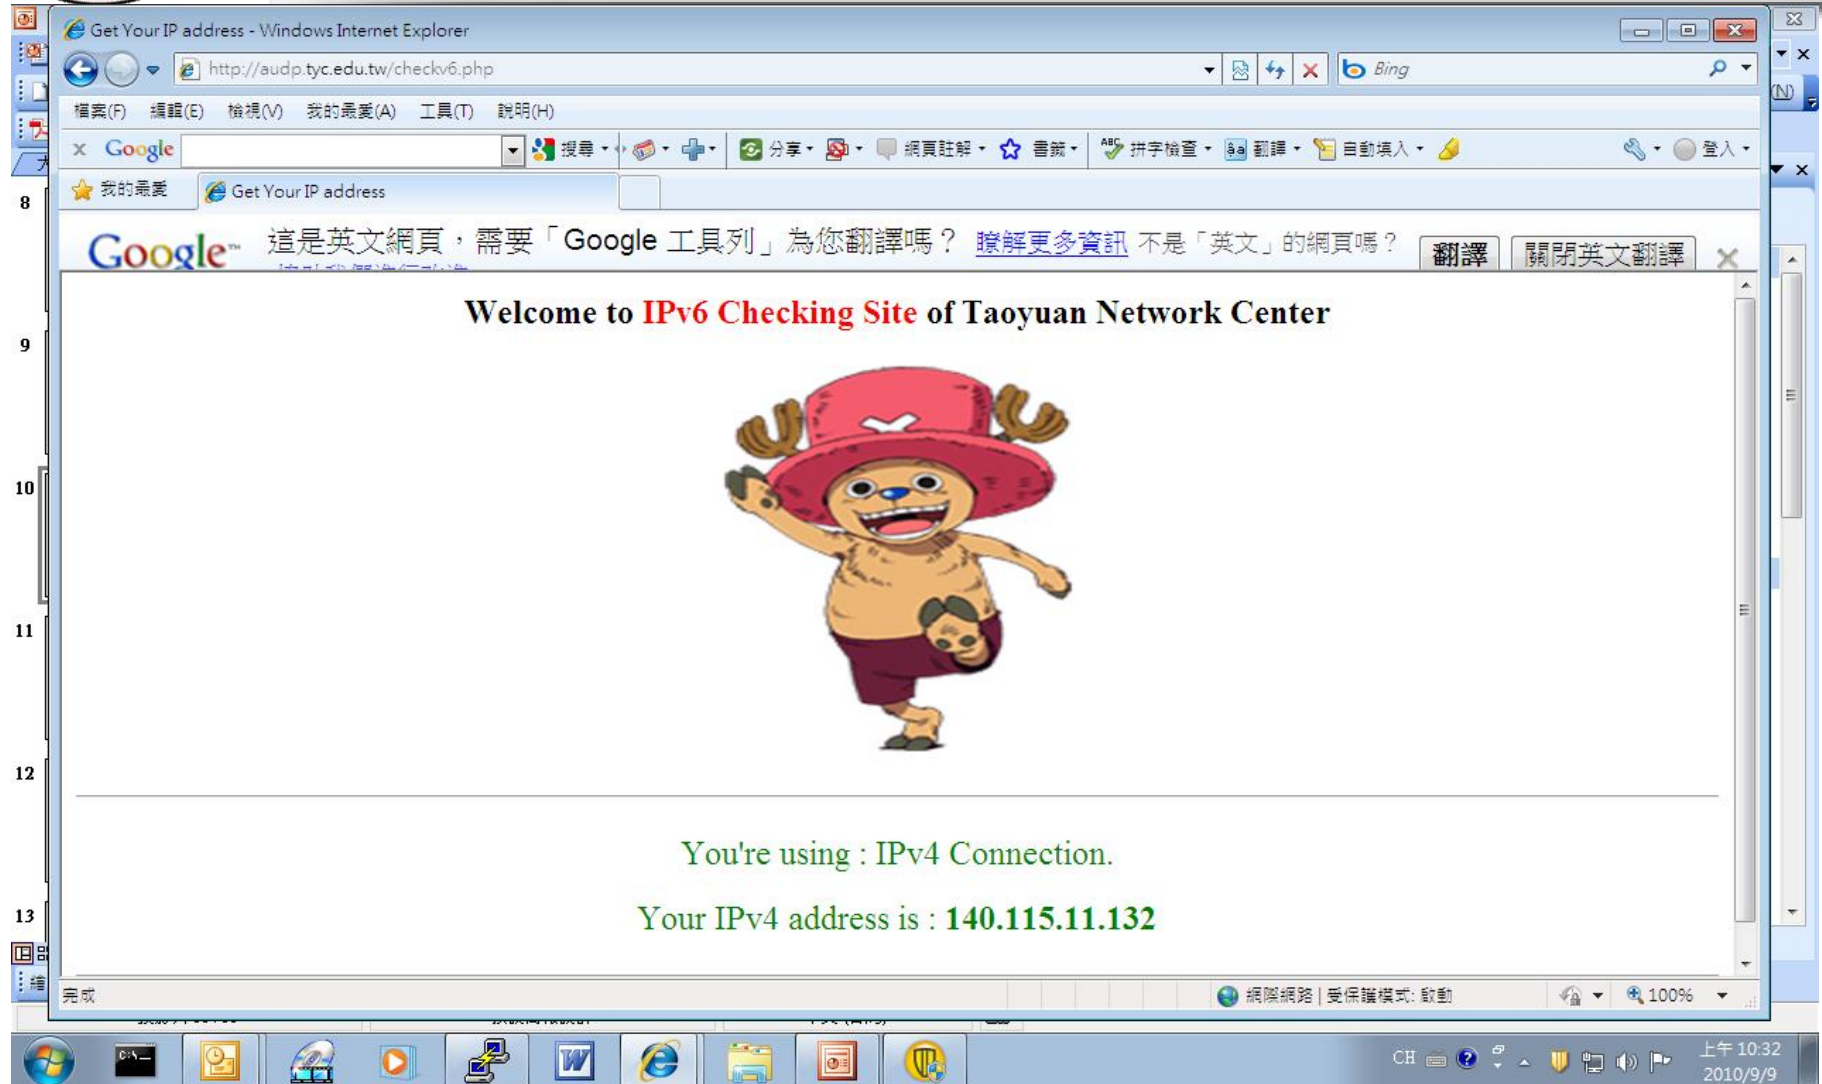 Get Your IP address - Windows Internet Explorer
http://audp.tyc.edu.tw/checkv6.php
Bing
檔案(F) 編輯(E) 檢視(V) 我的最愛(A) 工具(T) 說明(H)
(N)
x Google 搜尋 分享 網頁註解 書籤 拼字檢查 翻譯 自動填入 登入
我的最愛 Get Your IP address
Google™ 這是英文網頁，需要「Google 工具列」為您翻譯嗎？ 瞭解更多資訊 不是「英文」的網頁嗎？ 翻譯 關閉英文翻譯
Welcome to IPv6 Checking Site of Taoyuan Network Center
You're using : IPv4 Connection.
Your IPv4 address is : 140.115.11.132
8
9
10
11
12
13
完成 網際網路 | 受保護模式: 啟動 100%
C:\_ CH 上午 10:32
2010/9/9